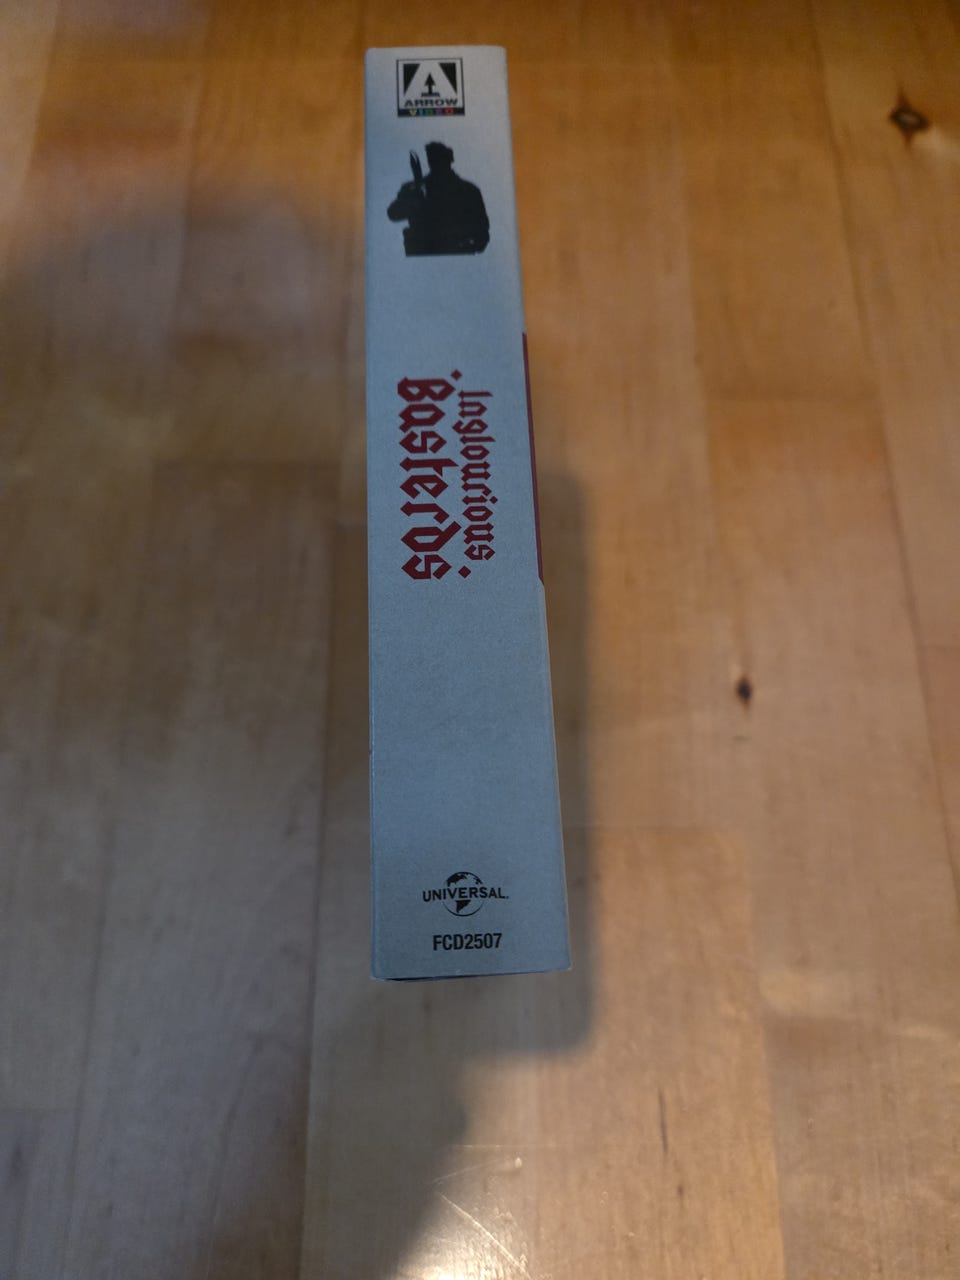 ARROW
VIDEO
Inglourious
Basterds
UNIVERSAL
FCD2507